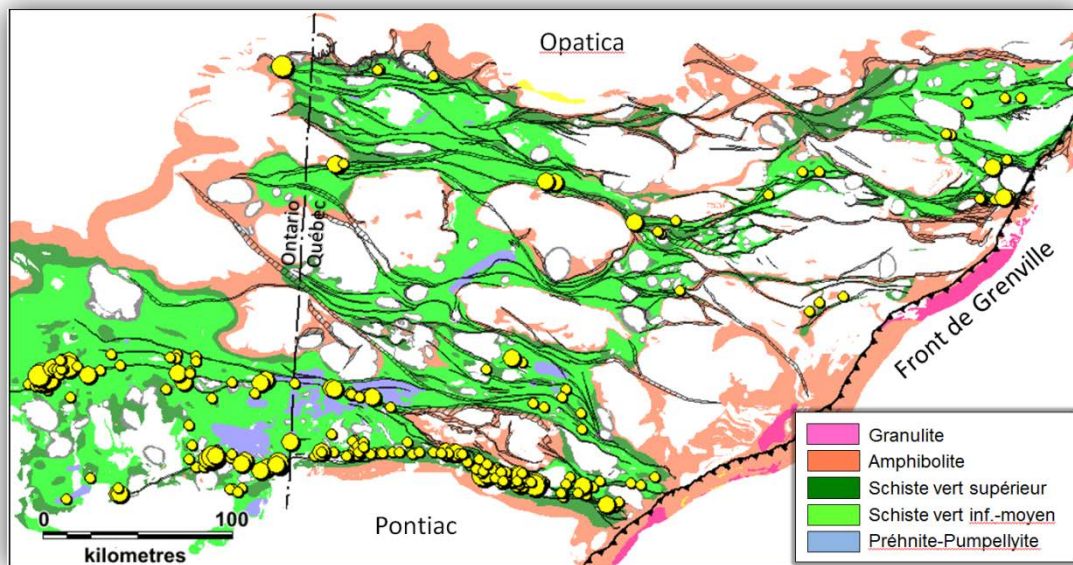 Opatica
Ontario
Québec
Front de Grenville
Pontiac
0 100
kilometres
Granulite
Amphibolite
Schiste vert supérieur
Schiste vert inf.-moyen
Préhnite-Pumpellyite